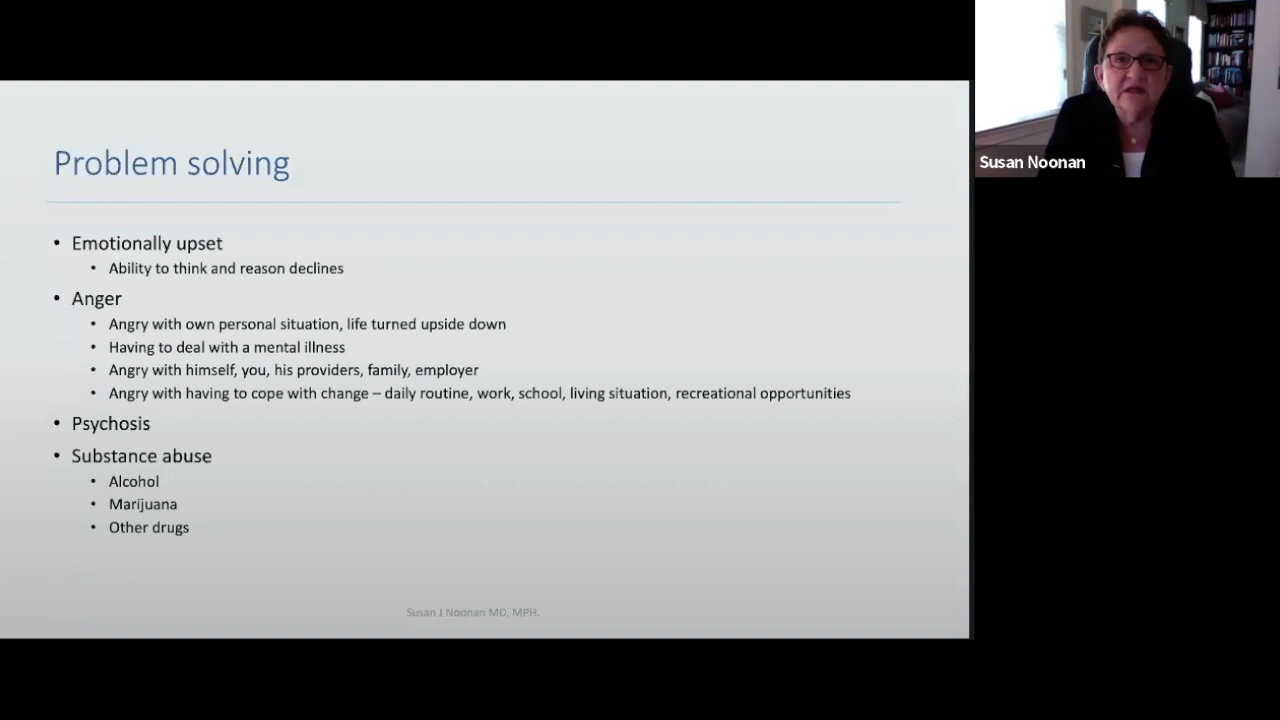 Problem solving
• Emotionally upset
• Ability to think and reason declines
• Anger
• Angry with own personal situation, life turned upside down
• Having to deal with a mental illness
• Angry with himself, you, his providers, family, employer
• Angry with having to cope with change – daily routine, work, school, living situation, recreational opportunities
• Psychosis
• Substance abuse
• Alcohol
• Marijuana
• Other drugs
Susan J Noonan MD, MPH.
Susan Noonan